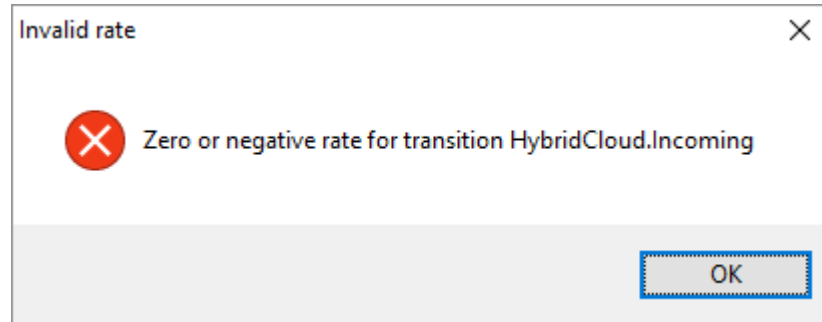 Invalid rate
Zero or negative rate for transition HybridCloud.Incoming
OK